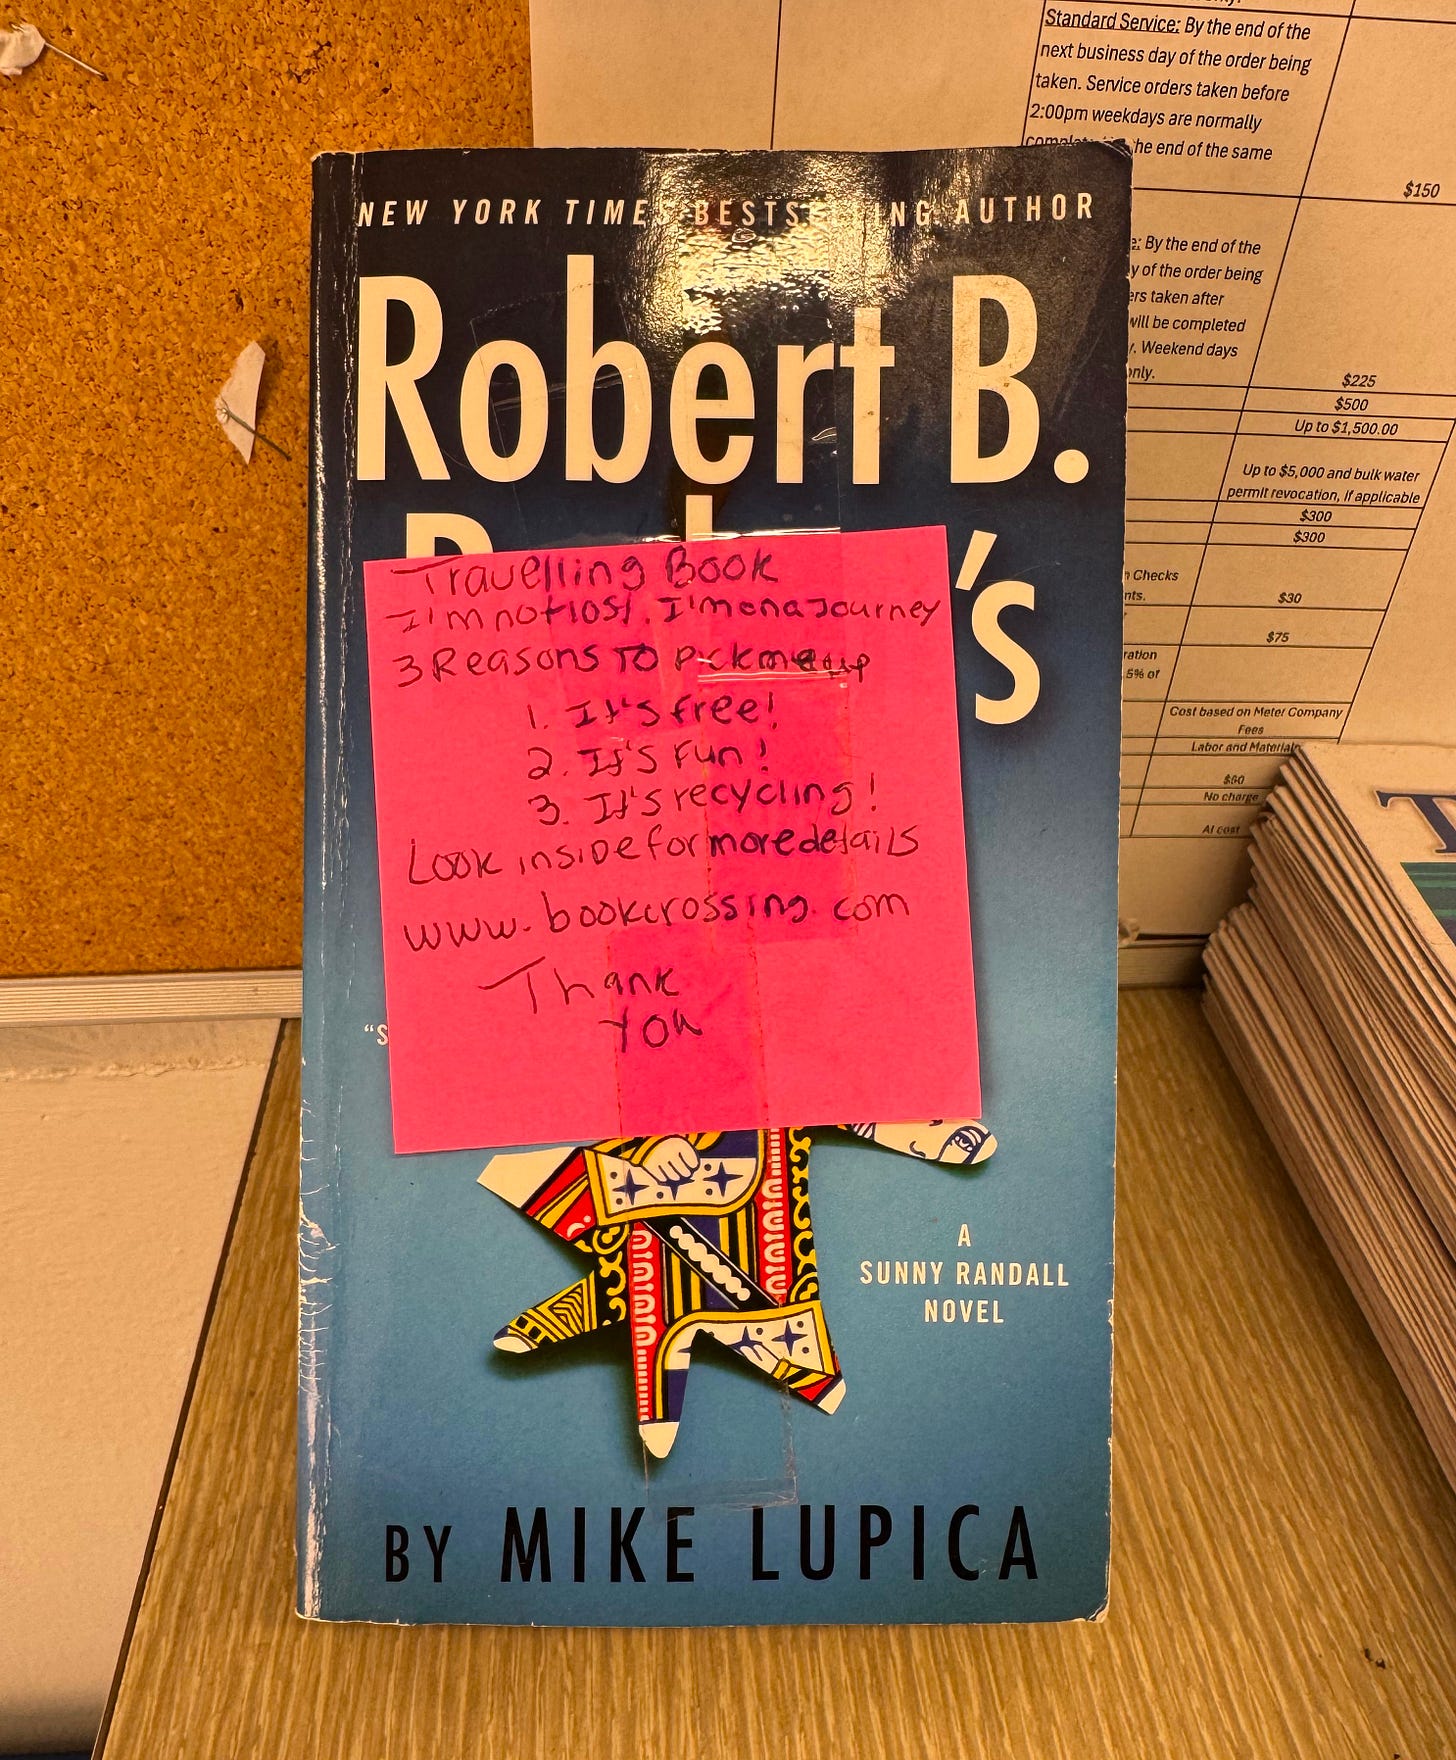 NEW YORK TIMES BESTSELLING AUTHOR
Robert B.
's
Travelling Book
I'm not lost. I'm on a Journey
3 Reasons To pick me up
1. It's free!
2. It's Fun!
3. It's recycling!
Look inside for more details
www.bookcrossing.com
Thank
You
"S
A
SUNNY RANDALL
NOVEL
BY MIKE LUPICA
Standard Service: By the end of the
next business day of the order being
taken. Service orders taken before
2:00pm weekdays are normally
the end of the same
$150
: By the end of the
of the order being
taken after
will be completed
. Weekend days
only.
$225
$500
Up to $1,500.00
Up to $5,000 and bulk water
permit revocation, if applicable
$300
$300
Checks
$30
$75
5% of
Cost based on Meter Company
Fees
Labor and Materials
No charge
At cost
T